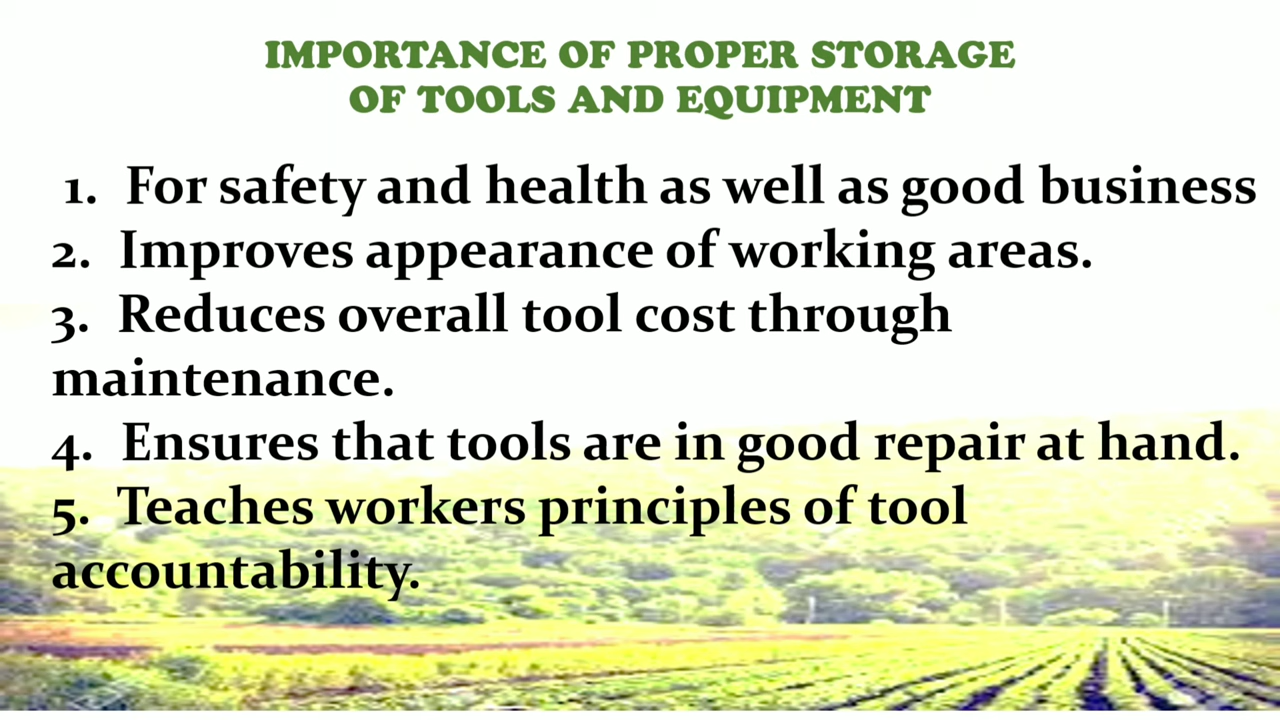 IMPORTANCE OF PROPER STORAGE
OF TOOLS AND EQUIPMENT
1. For safety and health as well as good business
2. Improves appearance of working areas.
3. Reduces overall tool cost through
maintenance.
4. Ensures that tools are in good repair at hand.
5. Teaches workers principles of tool
accountability.